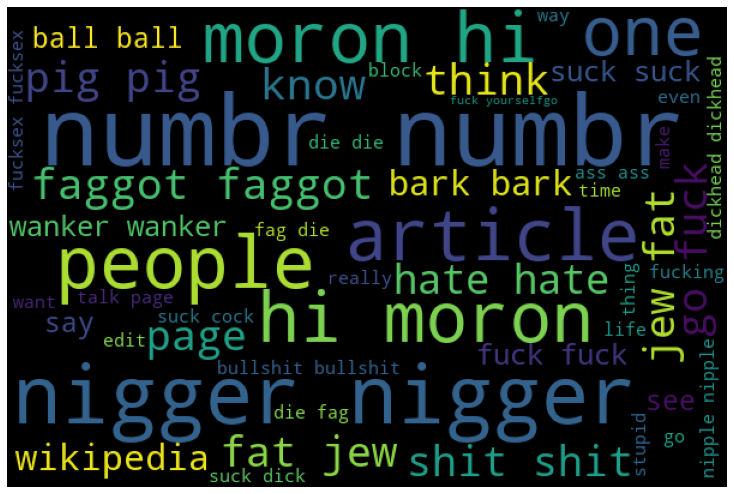 way
ball ball
moron hi
one
fucksex fucksex
pig pig
know
block
think
suck suck
fuck yourselfgo
even
numbr numbr
die die
make
dickhead dickhead
faggot faggot
bark bark
ass ass
time
wanker wanker
fag die
article
jew fat
go fuck
people
really
hate hate
thing
fucking
want
talk page
say
suck cock
hi moron
life
edit
page
fuck fuck
bullshit bullshit
nigger nigger
see
nipple nipple
die fag
stupid
go
wikipedia
fat jew
shit shit
suck dick